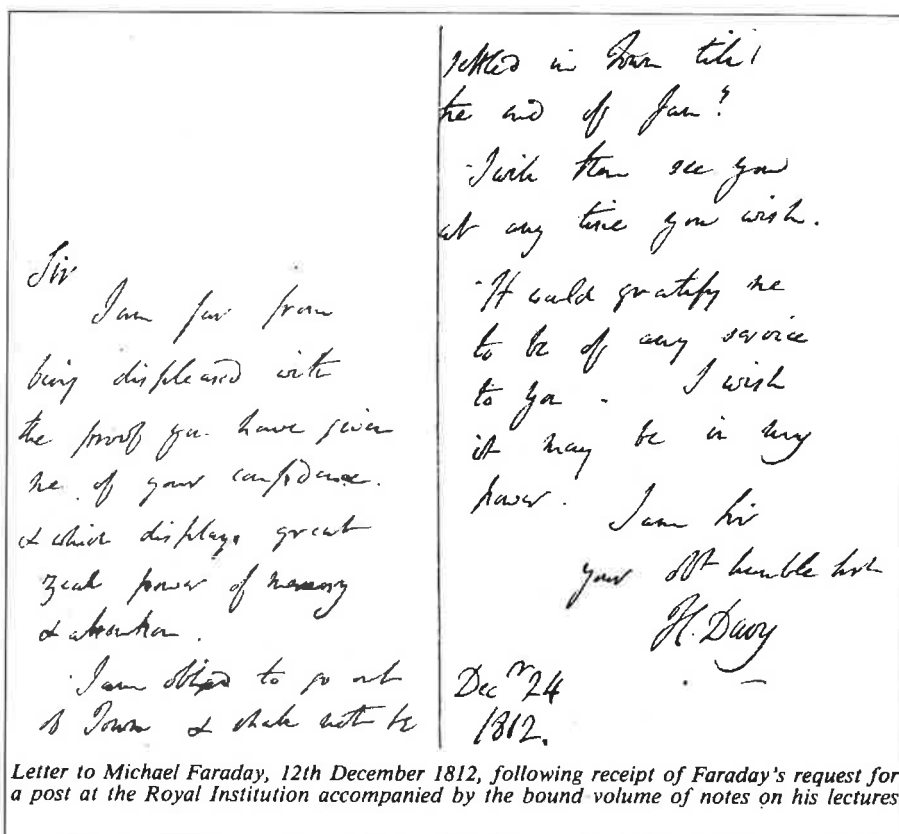 Sir
I am far from
being displeased with
the proof you have given
me of your confidence.
& which displays great
zeal power of memory
& attention.
I am obliged to go out
of Town & shall not be
settled in Town till
the end of Jany
I will then see you
at any time you wish.
It would gratify me
to be of any service
to you. I wish
it may be in my
power.
I am Sir
your obt humble Sert
H. Davy
Decr 24
1812.
Letter to Michael Faraday, 12th December 1812, following receipt of Faraday's request for
a post at the Royal Institution accompanied by the bound volume of notes on his lectures